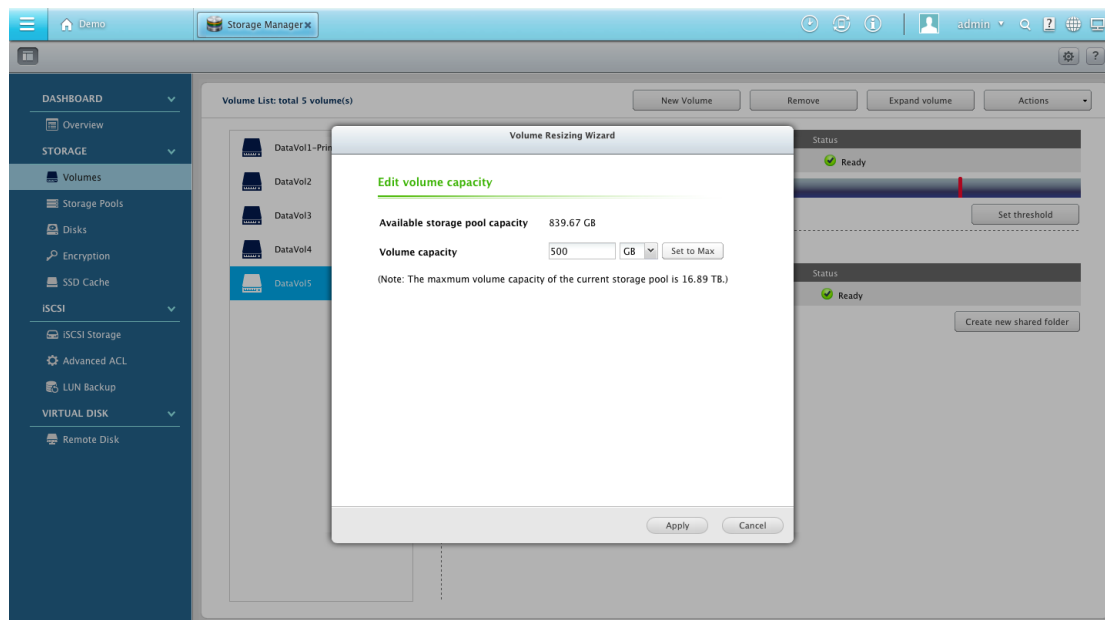 Demo
Storage Manager x
admin
Volume List: total 5 volume(s)
New Volume
Remove
Expand volume
Actions
DASHBOARD
Overview
STORAGE
Volumes
Storage Pools
Disks
Encryption
SSD Cache
iSCSI
iSCSI Storage
Advanced ACL
LUN Backup
VIRTUAL DISK
Remote Disk
DataVol1-Prin
DataVol2
DataVol3
DataVol4
DataVol5
Volume Resizing Wizard
Edit volume capacity
Available storage pool capacity 839.67 GB
Volume capacity 500 GB Set to Max
(Note: The maxmum volume capacity of the current storage pool is 16.89 TB.)
Apply
Cancel
Status
Ready
Set threshold
Status
Ready
Create new shared folder